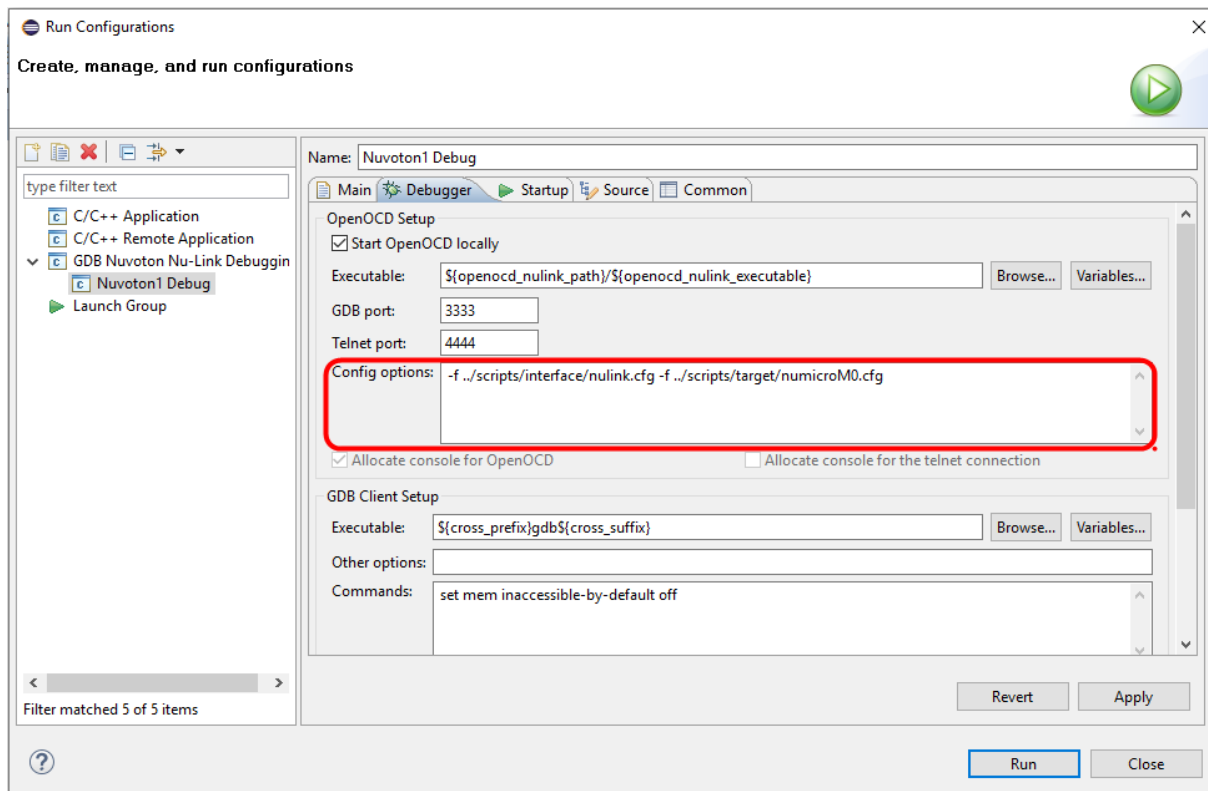 Run Configurations
Create, manage, and run configurations
type filter text
C/C++ Application
C/C++ Remote Application
GDB Nuvoton Nu-Link Debuggin
Nuvoton1 Debug
Launch Group
Filter matched 5 of 5 items
Name: Nuvoton1 Debug
Main Debugger Startup Source Common
OpenOCD Setup
Start OpenOCD locally
Executable: ${openocd_nulink_path}/${openocd_nulink_executable} Browse... Variables...
GDB port: 3333
Telnet port: 4444
Config options: -f ../scripts/interface/nulink.cfg -f ../scripts/target/numicroM0.cfg
Allocate console for OpenOCD Allocate console for the telnet connection
GDB Client Setup
Executable: ${cross_prefix}gdb${cross_suffix} Browse... Variables...
Other options:
Commands: set mem inaccessible-by-default off
Revert Apply
Run Close